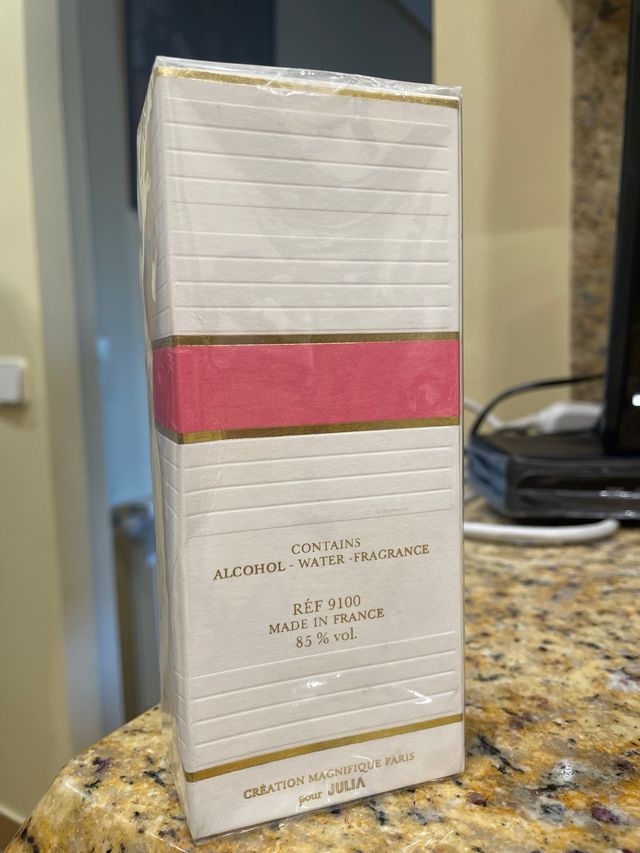 CONTAINS
ALCOHOL - WATER -FRAGRANCE
RÉF 9100
MADE IN FRANCE
85 % vol.
CRÉATION MAGNIFIQUE PARIS
pour JULIA